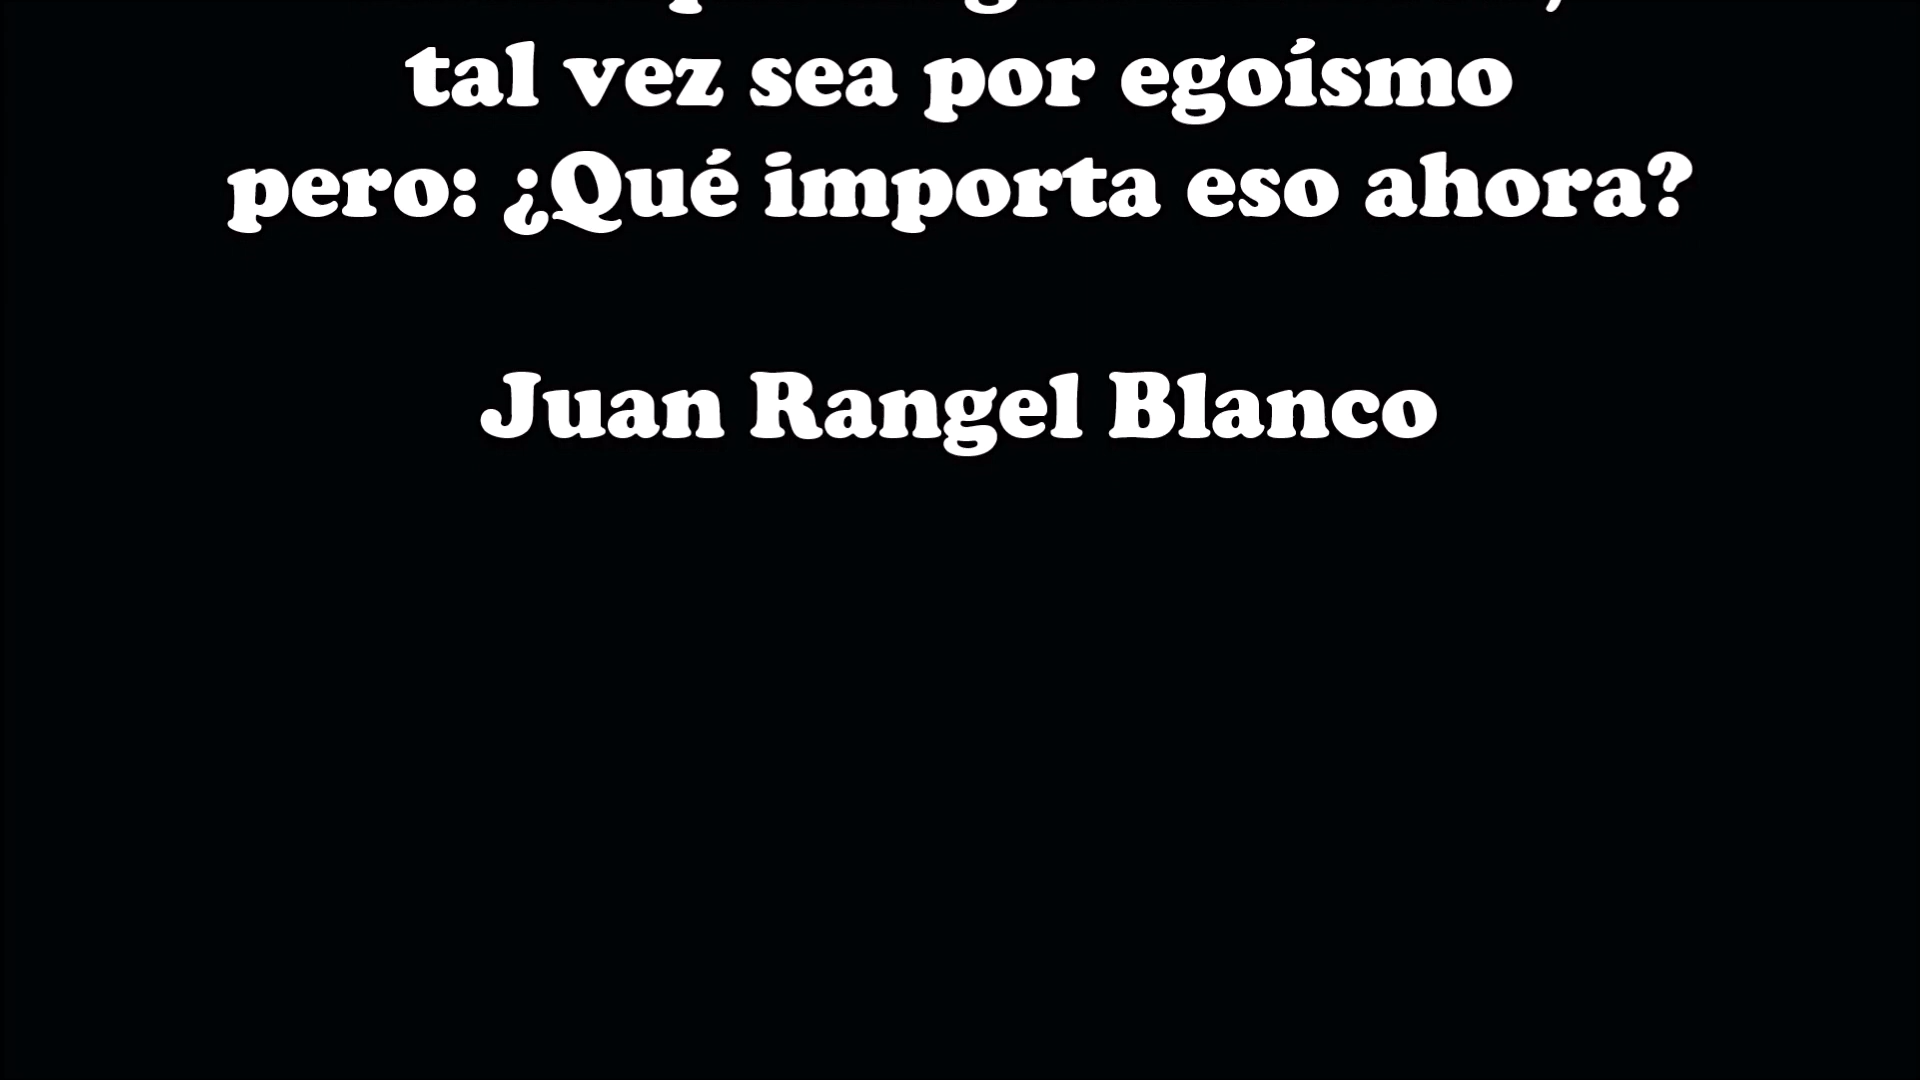 tal vez sea por egoísmo
pero: ¿Qué importa eso ahora?
Juan Rangel Blanco